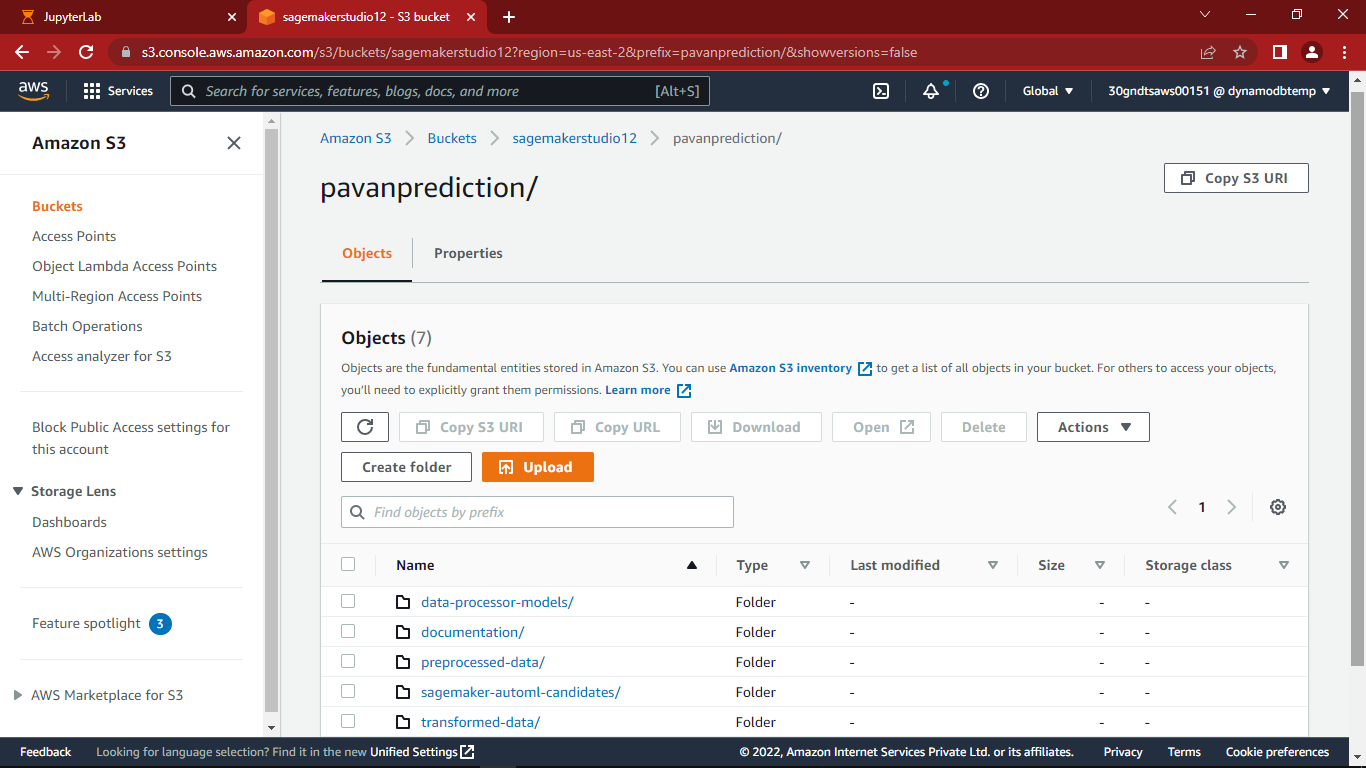 JupyterLab
sagemakerstudio12 - S3 bucket
s3.console.aws.amazon.com/s3/buckets/sagemakerstudio12?region=us-east-2&prefix=pavanprediction/&showversions=false
aws
Services
Search for services, features, blogs, docs, and more
[Alt+S]
Global
30gndtsaws00151 @ dynamodbtemp
Amazon S3
Buckets
Access Points
Object Lambda Access Points
Multi-Region Access Points
Batch Operations
Access analyzer for S3
Block Public Access settings for
this account
Storage Lens
Dashboards
AWS Organizations settings
Feature spotlight 3
AWS Marketplace for S3
Amazon S3 Buckets sagemakerstudio12 pavanprediction/
pavanprediction/
Copy S3 URI
Objects Properties
Objects (7)
Objects are the fundamental entities stored in Amazon S3. You can use Amazon S3 inventory to get a list of all objects in your bucket. For others to access your objects,
you'll need to explicitly grant them permissions. Learn more
Copy S3 URI Copy URL Download Open Delete Actions
Create folder Upload
Find objects by prefix
1
Name Type Last modified Size Storage class
data-processor-models/ Folder - - -
documentation/ Folder - - -
preprocessed-data/ Folder - - -
sagemaker-automl-candidates/ Folder - - -
transformed-data/ Folder - - -
Feedback Looking for language selection? Find it in the new Unified Settings © 2022, Amazon Internet Services Private Ltd. or its affiliates. Privacy Terms Cookie preferences